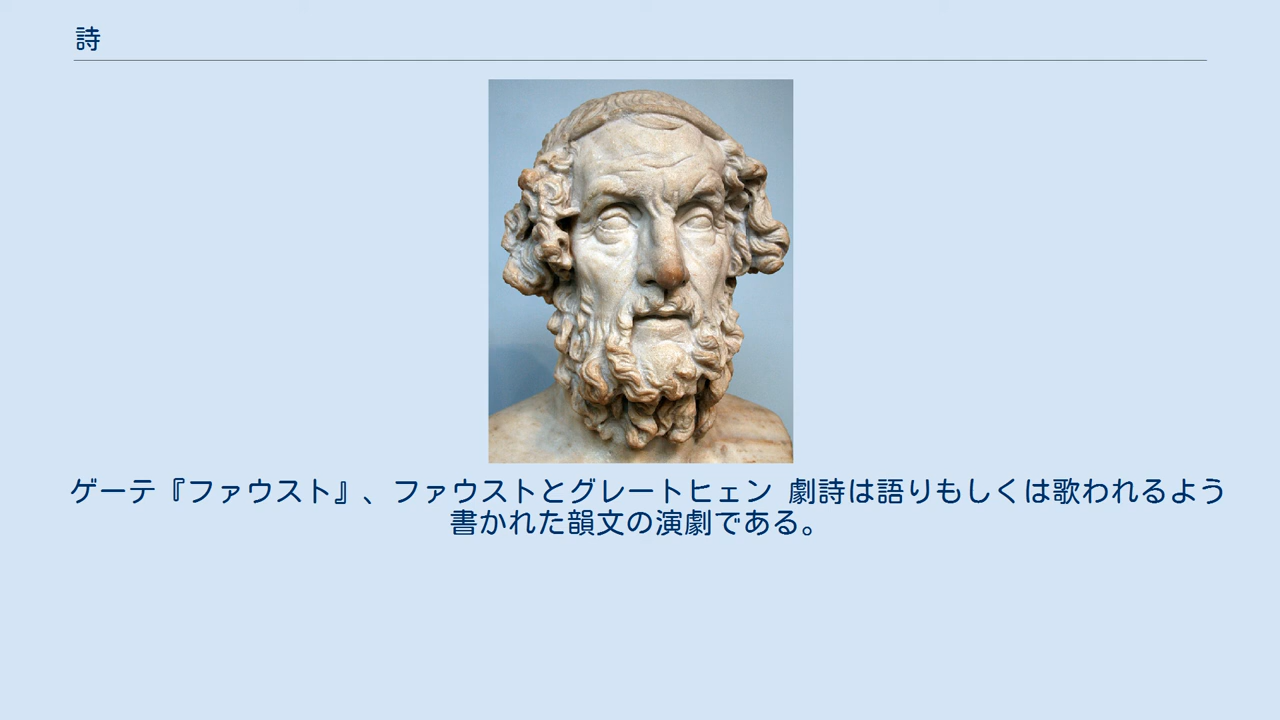 詩
ゲーテ『ファウスト』、ファウストとグレートヒェン 劇詩は語りもしくは歌われるよう
書かれた韻文の演劇である。